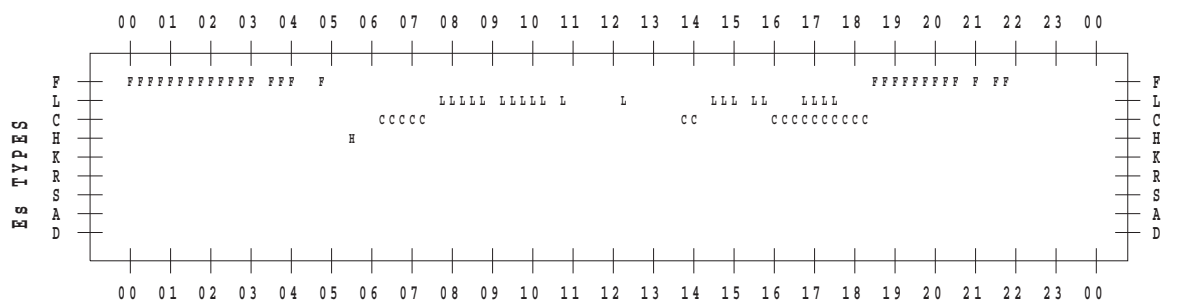 00 01 02 03 04 05 06 07 08 09 10 11 12 13 14 15 16 17 18 19 20 21 22 23 00
F FFFFFFFFFFFFF FFF F FFFFFFFFF F FF F
L LLLLL LLLLL L L LLL LL LLLL L
C CCCCC CC CCCCCCCCCC C
H H H
K K
R R
S S
A A
D D
Es TYPES
00 01 02 03 04 05 06 07 08 09 10 11 12 13 14 15 16 17 18 19 20 21 22 23 00